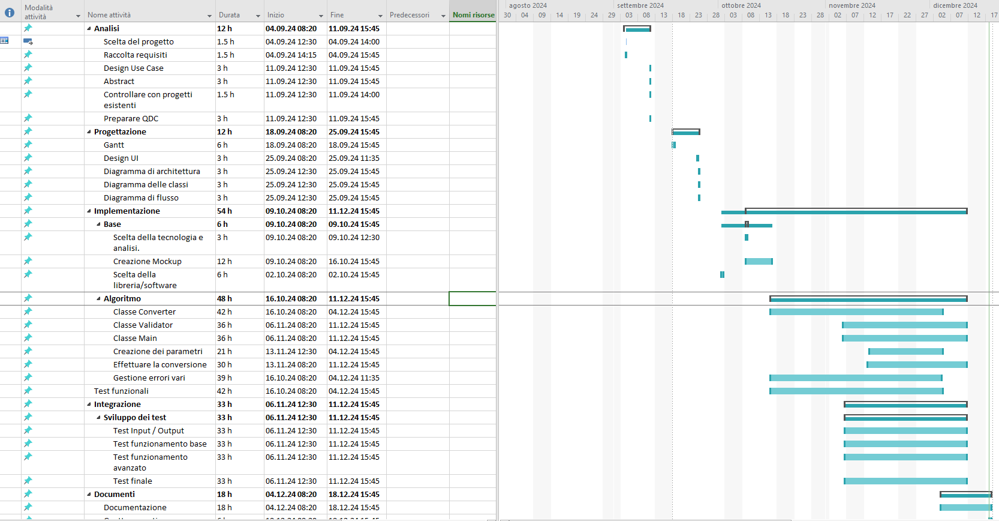 Modalità attività Nome attività Durata Inizio Fine Predecessori Nomi risorse
agosto 2024 settembre 2024 ottobre 2024 novembre 2024 dicembre 2024
30 04 09 14 19 24 29 03 08 13 18 23 28 03 08 13 18 23 28 02 07 12 17 22 27 02 07 12 17
Analisi 12 h 04.09.24 08:20 11.09.24 15:45
Scelta del progetto 1.5 h 04.09.24 12:30 04.09.24 14:00
Raccolta requisiti 1.5 h 04.09.24 14:15 04.09.24 15:45
Design Use Case 3 h 11.09.24 12:30 11.09.24 15:45
Abstract 3 h 11.09.24 12:30 11.09.24 15:45
Controllare con progetti esistenti 1.5 h 11.09.24 12:30 11.09.24 14:00
Preparare QDC 3 h 11.09.24 12:30 11.09.24 15:45
Progettazione 12 h 18.09.24 08:20 25.09.24 15:45
Gantt 6 h 18.09.24 08:20 18.09.24 15:45
Design UI 3 h 25.09.24 08:20 25.09.24 11:35
Diagramma di architettura 3 h 25.09.24 12:30 25.09.24 15:45
Diagramma delle classi 3 h 25.09.24 12:30 25.09.24 15:45
Diagramma di flusso 3 h 25.09.24 12:30 25.09.24 15:45
Implementazione 54 h 09.10.24 08:20 11.12.24 15:45
Base 6 h 09.10.24 08:20 09.10.24 15:45
Scelta della tecnologia e analisi. 3 h 09.10.24 08:20 09.10.24 12:30
Creazione Mockup 12 h 09.10.24 08:20 16.10.24 15:45
Scelta della libreria/software 6 h 02.10.24 08:20 02.10.24 15:45
Algoritmo 48 h 16.10.24 08:20 11.12.24 15:45
Classe Converter 42 h 16.10.24 08:20 04.12.24 15:45
Classe Validator 36 h 06.11.24 08:20 11.12.24 15:45
Classe Main 36 h 06.11.24 08:20 11.12.24 15:45
Creazione dei parametri 21 h 13.11.24 12:30 04.12.24 15:45
Effettuare la conversione 30 h 13.11.24 08:20 11.12.24 15:45
Gestione errori vari 39 h 16.10.24 08:20 04.12.24 11:35
Test funzionali 42 h 16.10.24 08:20 04.12.24 15:45
Integrazione 33 h 06.11.24 12:30 11.12.24 15:45
Sviluppo dei test 33 h 06.11.24 12:30 11.12.24 15:45
Test Input / Output 33 h 06.11.24 12:30 11.12.24 15:45
Test funzionamento base 33 h 06.11.24 12:30 11.12.24 15:45
Test funzionamento avanzato 33 h 06.11.24 12:30 11.12.24 15:45
Test finale 33 h 06.11.24 12:30 11.12.24 15:45
Documenti 18 h 04.12.24 08:20 18.12.24 15:45
Documentazione 18 h 04.12.24 08:20 18.12.24 15:45